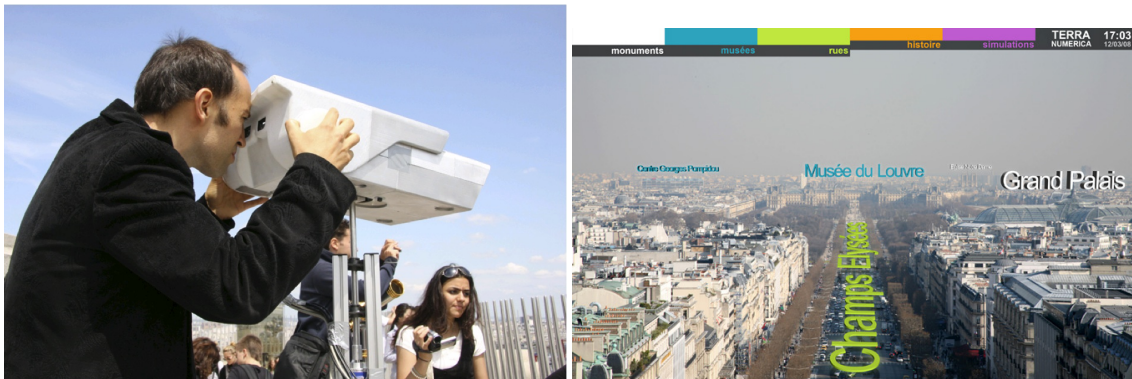 monuments
musées
rues
histoire
simulations
TERRA
NUMERICA
17:03
12/03/08
Centre Georges Pompidou
Musée du Louvre
Grand Palais
Champs Elysées